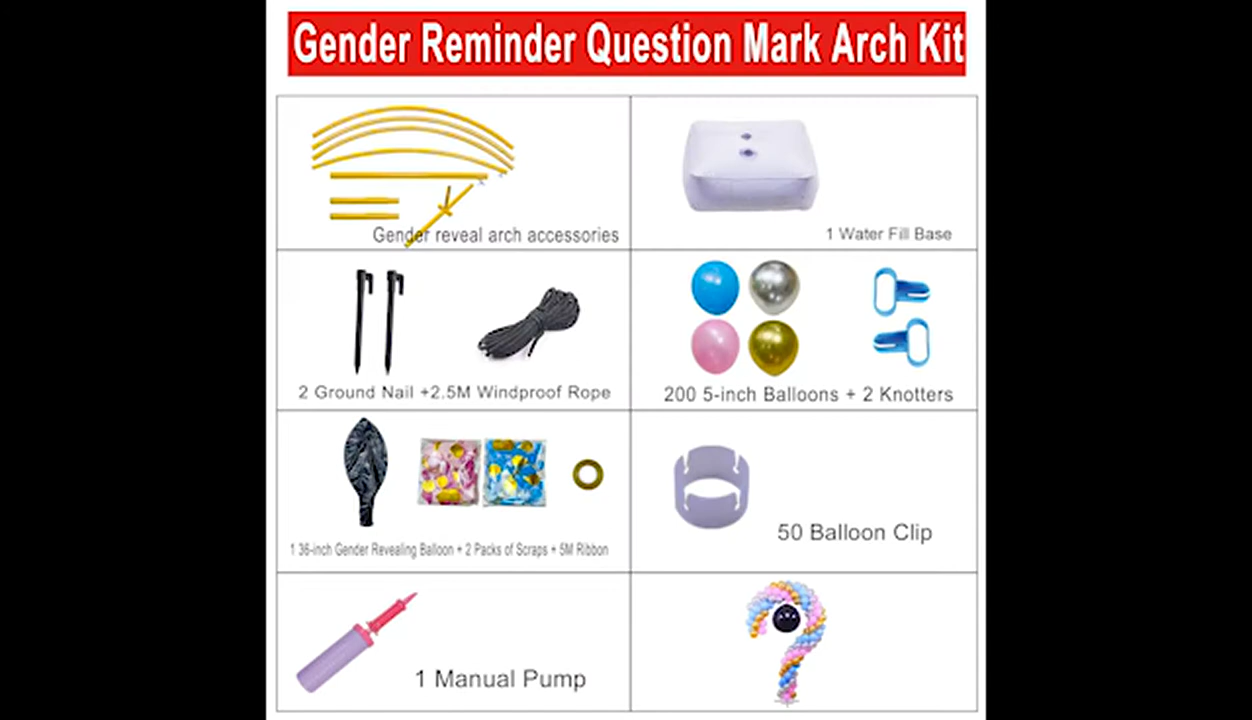 Gender Reminder Question Mark Arch Kit
Gender reveal arch accessories
1 Water Fill Base
2 Ground Nail +2.5M Windproof Rope
200 5-inch Balloons + 2 Knotters
1 36-inch Gender Revealing Balloon + 2 Packs of Scraps + 5M Ribbon
50 Balloon Clip
1 Manual Pump